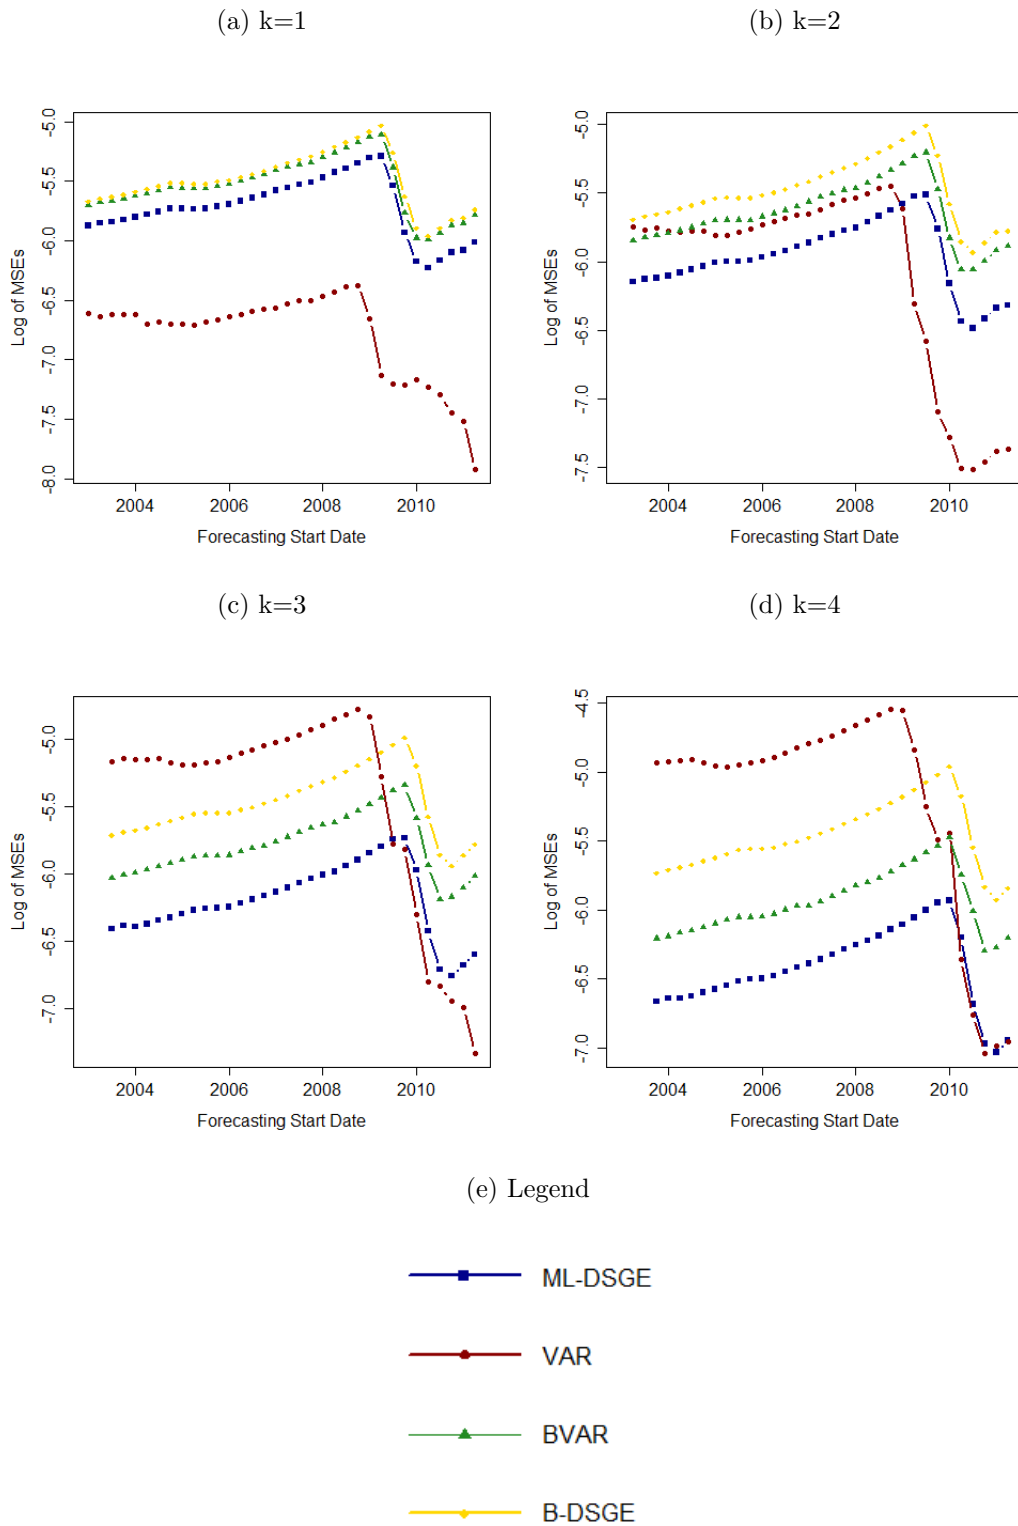 (a) k=1
Log of MSEs
-5.0
-5.5
-6.0
-6.5
-7.0
-7.5
-8.0
2004 2006 2008 2010
Forecasting Start Date
(b) k=2
Log of MSEs
-5.0
-5.5
-6.0
-6.5
-7.0
-7.5
2004 2006 2008 2010
Forecasting Start Date
(c) k=3
Log of MSEs
-5.0
-5.5
-6.0
-6.5
-7.0
2004 2006 2008 2010
Forecasting Start Date
(d) k=4
Log of MSEs
-4.5
-5.0
-5.5
-6.0
-6.5
-7.0
2004 2006 2008 2010
Forecasting Start Date
(e) Legend
ML-DSGE
VAR
BVAR
B-DSGE